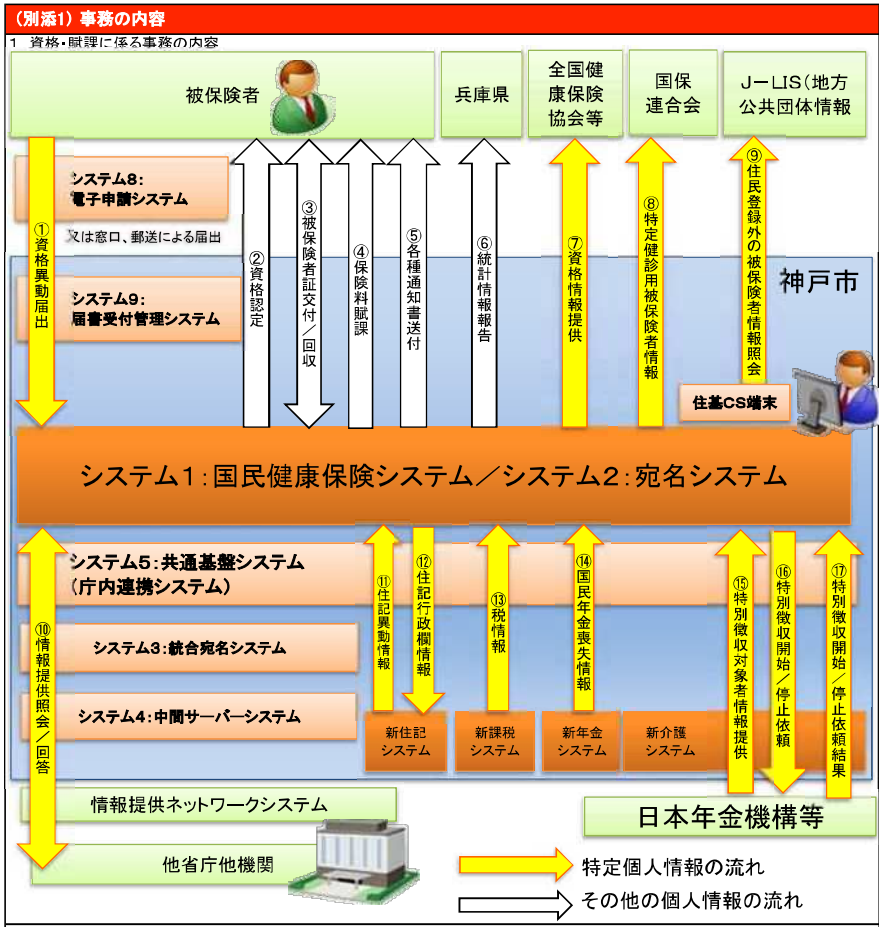 （別添1）事務の内容
1　資格・賦課に係る事務の内容
被保険者
兵庫県
全国健
康保険
協会等
国保
連合会
J－LIS（地方
公共団体情報
システム8：
電子申請システム
又は窓口、郵送による届出
システム9：
届書受付管理システム
神戸市
①資格異動届出
②資格認定
③被保険者証交付／回収
④保険料賦課
⑤各種通知書送付
⑥統計情報報告
⑦資格情報提供
⑧特定健診用被保険者情報
⑨住民登録外の被保険者情報照会
住基CS端末
システム1：国民健康保険システム／システム2：宛名システム
システム5：共通基盤システム
（庁内連携システム）
システム3：統合宛名システム
システム4：中間サーバーシステム
⑩情報提供照会／回答
⑪住記異動情報
⑫住記行政欄情報
⑬税情報
⑭国民年金喪失情報
⑮特別徴収対象者情報提供
⑯特別徴収開始／停止依頼
⑰特別徴収開始／停止依頼結果
新住記
システム
新課税
システム
新年金
システム
新介護
システム
情報提供ネットワークシステム
他省庁他機関
日本年金機構等
特定個人情報の流れ
その他の個人情報の流れ